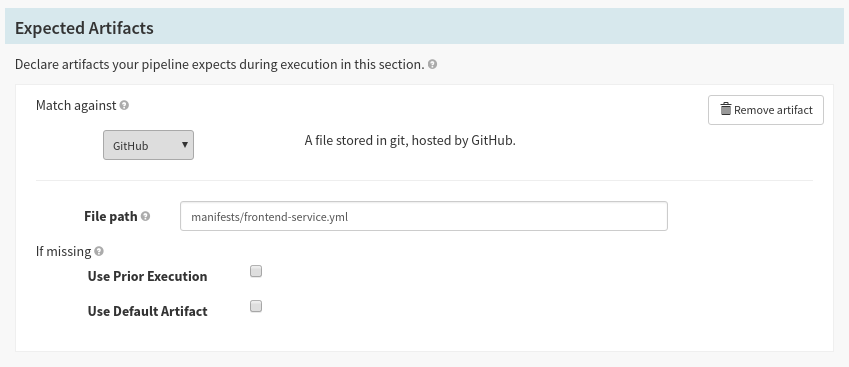 Expected Artifacts
Declare artifacts your pipeline expects during execution in this section. ?
Match against ?
Remove artifact
GitHub
A file stored in git, hosted by GitHub.
File path ?
manifests/frontend-service.yml
If missing ?
Use Prior Execution
Use Default Artifact